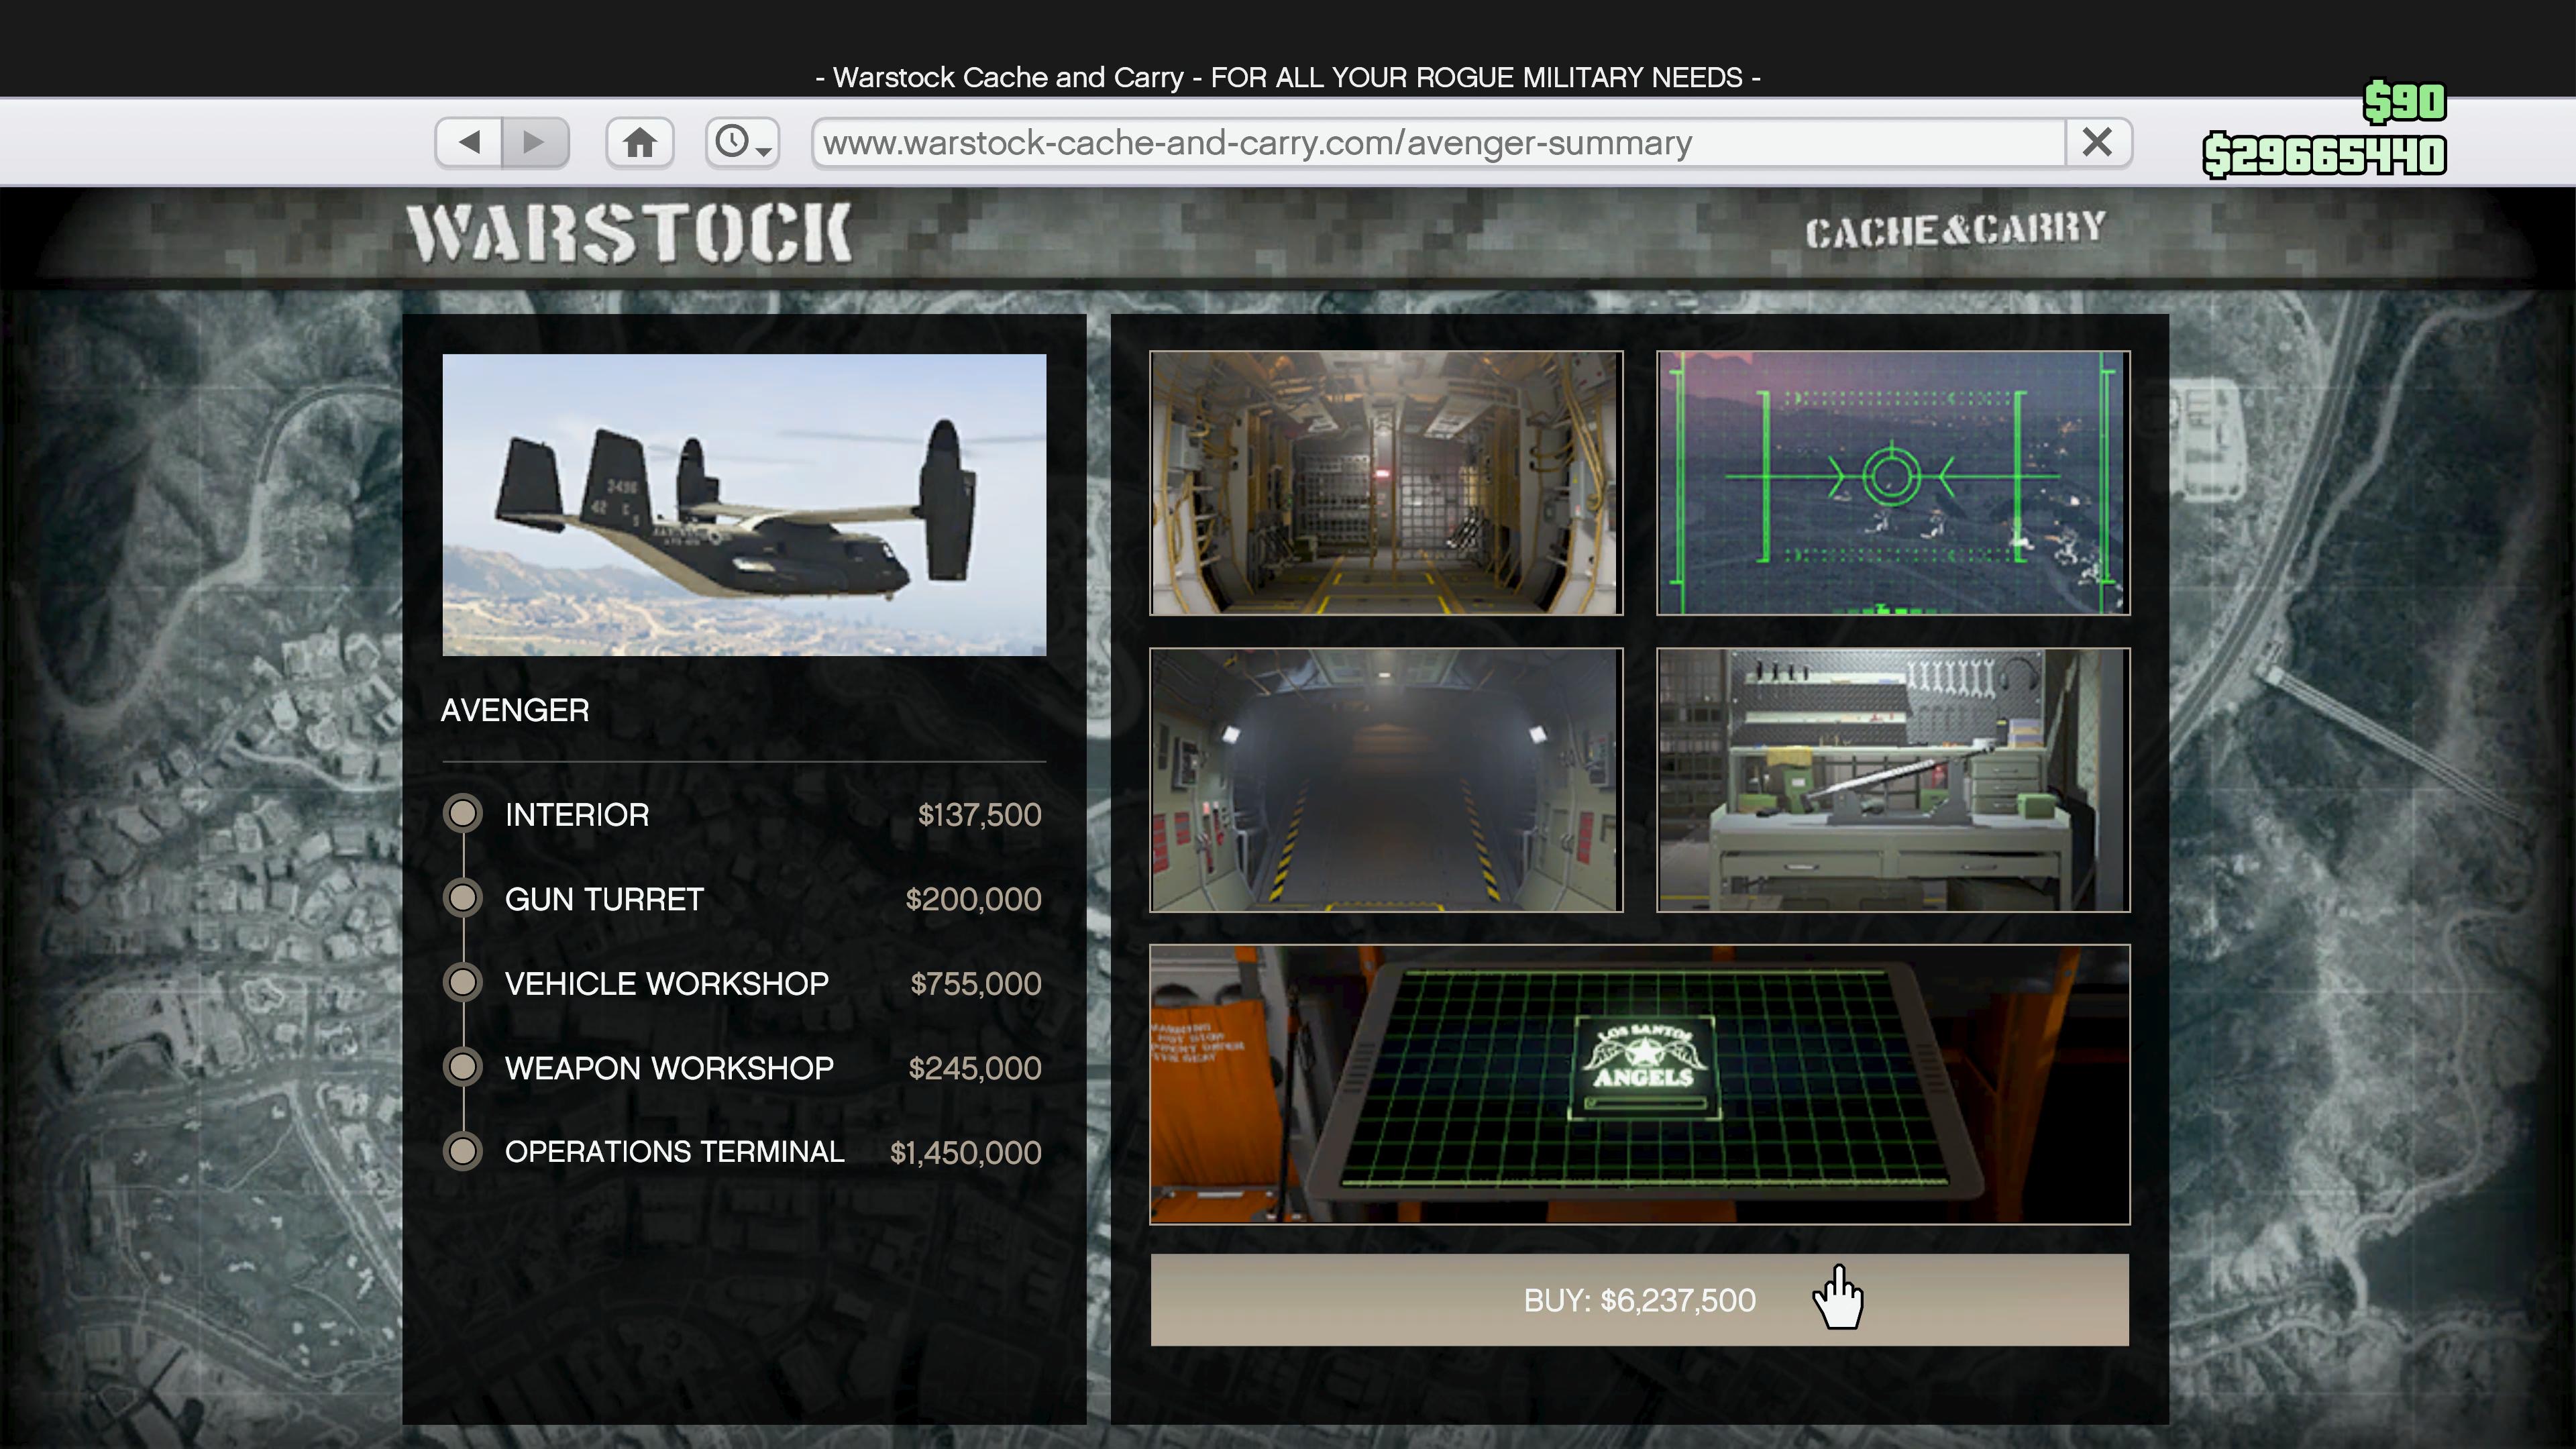 - Warstock Cache and Carry - FOR ALL YOUR ROGUE MILITARY NEEDS -
$90
www.warstock-cache-and-carry.com/avenger-summary
$29665440
WARSTOCK
CACHE&CARRY
3496
AVENGER
INTERIOR $137,500
GUN TURRET $200,000
VEHICLE WORKSHOP $755,000
WEAPON WORKSHOP $245,000
OPERATIONS TERMINAL $1,450,000
LOS SANTOS
ANGELS
BUY: $6,237,500